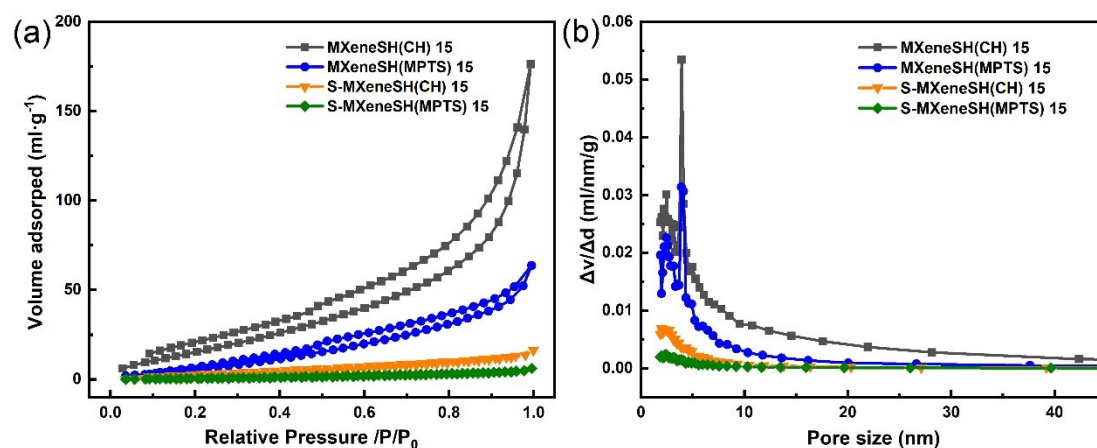 (a)
200
150
100
50
0
Volume adsorped (ml·g⁻¹)
MXeneSH(CH) 15
MXeneSH(MPTS) 15
S-MXeneSH(CH) 15
S-MXeneSH(MPTS) 15
0.0 0.2 0.4 0.6 0.8 1.0
Relative Pressure /P/P₀
(b)
0.06
0.05
0.04
0.03
0.02
0.01
0.00
Δv/Δd (ml/nm/g)
MXeneSH(CH) 15
MXeneSH(MPTS) 15
S-MXeneSH(CH) 15
S-MXeneSH(MPTS) 15
0 10 20 30 40
Pore size (nm)